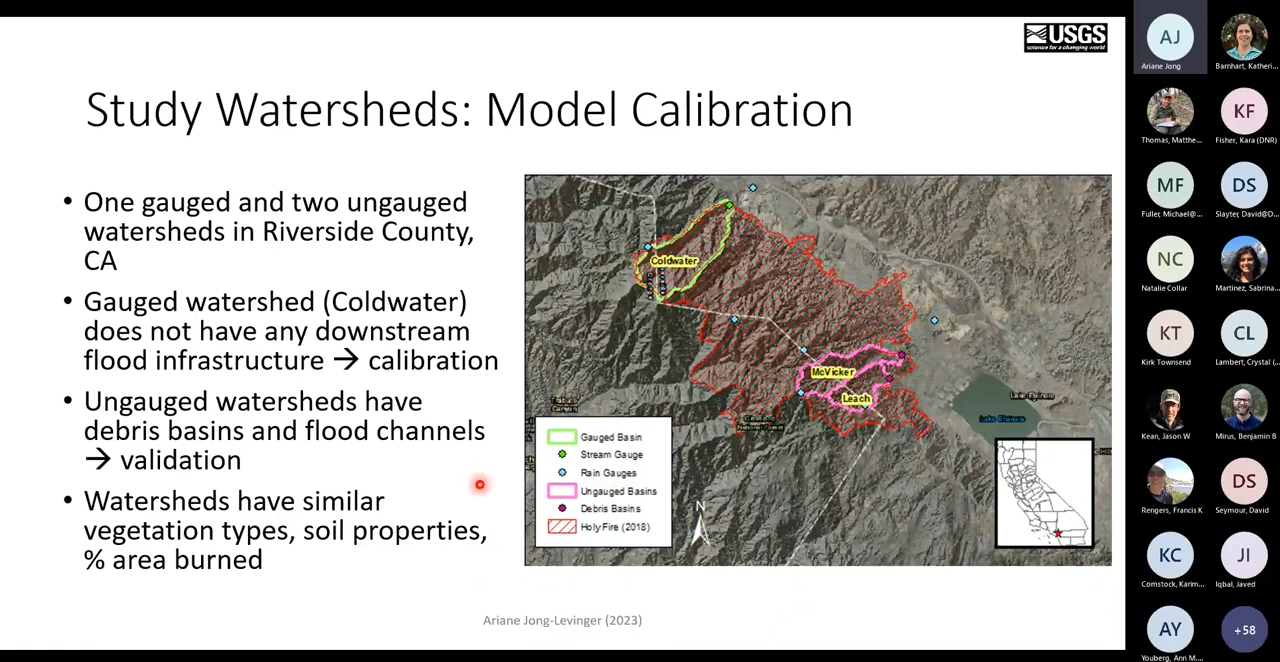 USGS
science for a changing world
Study Watersheds: Model Calibration
• One gauged and two ungauged
watersheds in Riverside County,
CA
• Gauged watershed (Coldwater)
does not have any downstream
flood infrastructure → calibration
• Ungauged watersheds have
debris basins and flood channels
→ validation
• Watersheds have similar
vegetation types, soil properties,
% area burned
Coldwater
McVicker
Leach
Lake Elsinore
Gauged Basin
Stream Gauge
Rain Gauges
Ungauged Basins
Debris Basins
Holy Fire (2018)
N
Ariane Jong-Levinger (2023)
AJ
Ariane Jong
Barnhart, Katheri...
Thomas, Matthe...
KF
Fisher, Kara (DNR)
MF
Fuller, Michael@...
DS
Slayter, David@D...
NC
Natalie Collar
Martinez, Sabrina...
KT
Kirk Townsend
CL
Lambert, Crystal (...
Kean, Jason W
Mirus, Benjamin B
Rengers, Francis K
DS
Seymour, David
KC
Comstock, Karim...
JI
Iqbal, Javed
AY
Youberg, Ann M....
+58